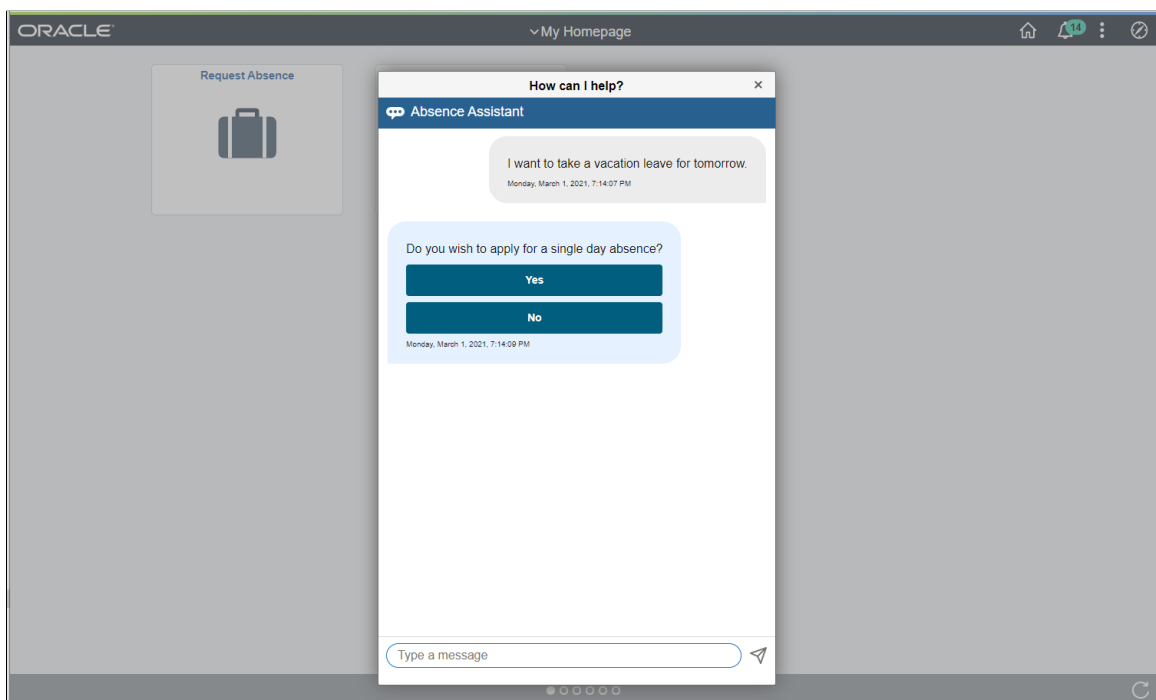 ORACLE
My Homepage
14
Request Absence
How can I help?
Absence Assistant
I want to take a vacation leave for tomorrow.
Monday, March 1, 2021, 7:14:07 PM
Do you wish to apply for a single day absence?
Yes
No
Monday, March 1, 2021, 7:14:09 PM
Type a message